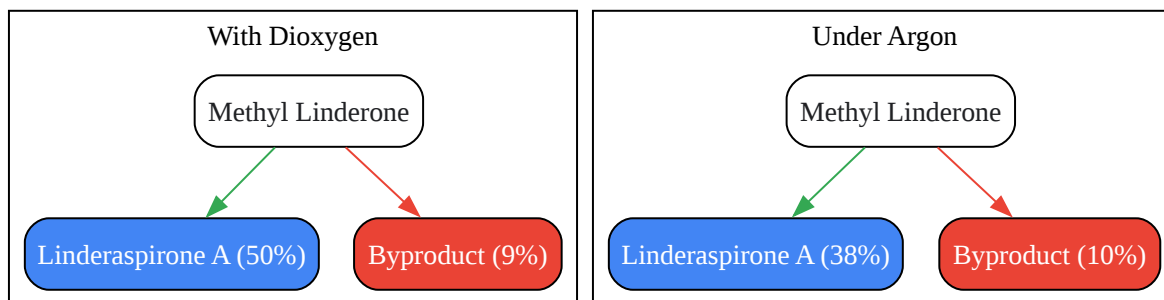 With Dioxygen
Methyl Linderone
Linderaspirone A (50%)
Byproduct (9%)
Under Argon
Methyl Linderone
Linderaspirone A (38%)
Byproduct (10%)